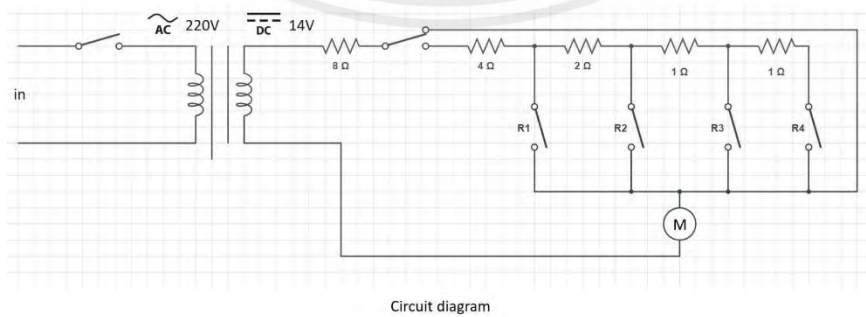 AC 220V
DC 14V
in
8 Ω
4 Ω
2 Ω
1 Ω
1 Ω
R1
R2
R3
R4
M
Circuit diagram